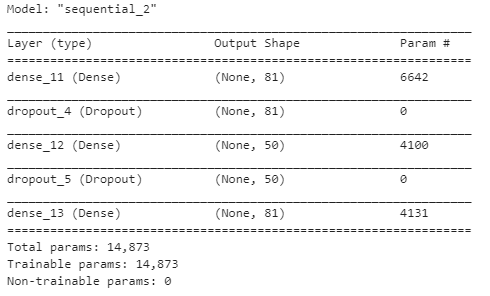 Model: "sequential_2"
Layer (type) Output Shape Param #
dense_11 (Dense) (None, 81) 6642
dropout_4 (Dropout) (None, 81) 0
dense_12 (Dense) (None, 50) 4100
dropout_5 (Dropout) (None, 50) 0
dense_13 (Dense) (None, 81) 4131
Total params: 14,873
Trainable params: 14,873
Non-trainable params: 0